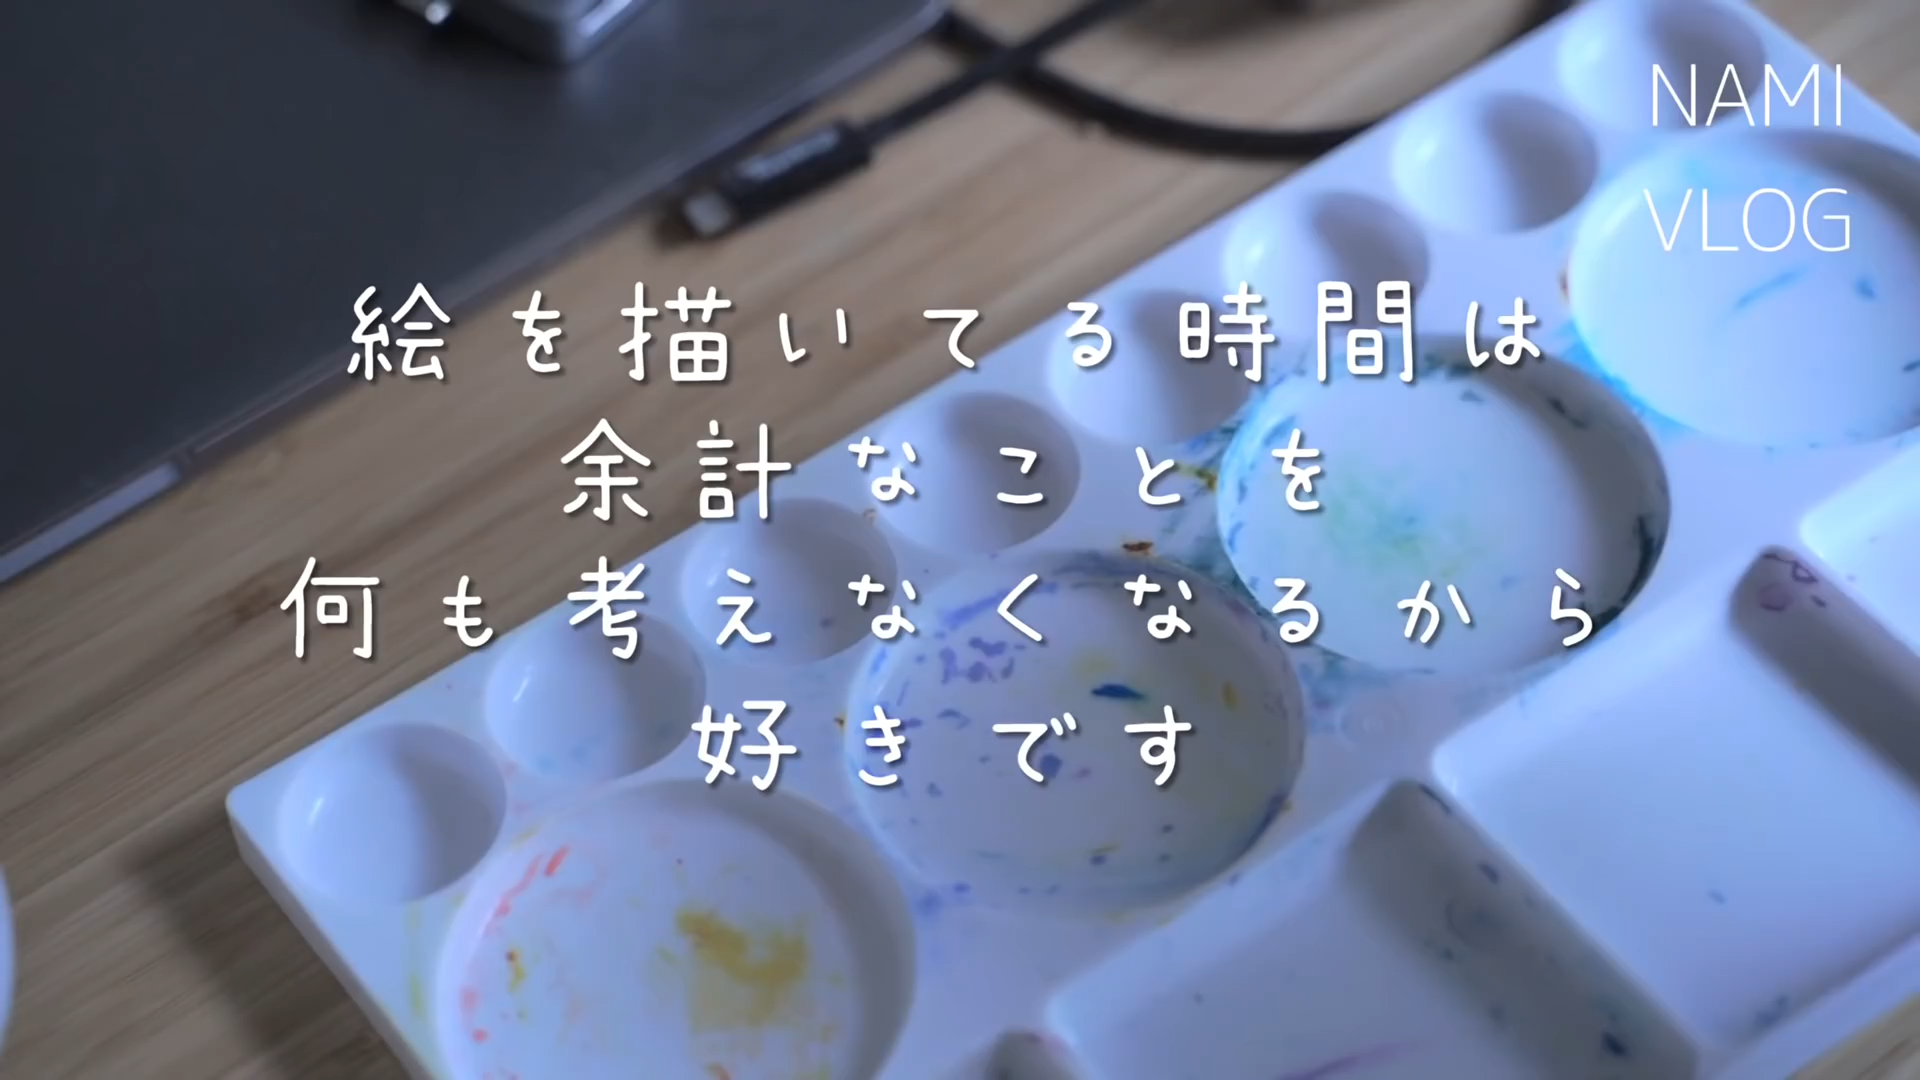 NAMI
VLOG
絵を描いてる時間は
余計なことを
何も考えなくなるから
好きです